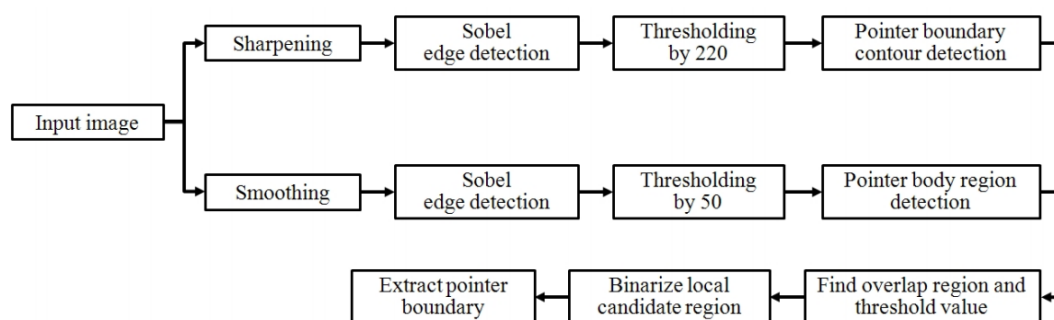 Sharpening
Sobel
edge detection
Thresholding
by 220
Pointer boundary
contour detection
Input image
Smoothing
Sobel
edge detection
Thresholding
by 50
Pointer body region
detection
Extract pointer
boundary
Binarize local
candidate region
Find overlap region and
threshold value